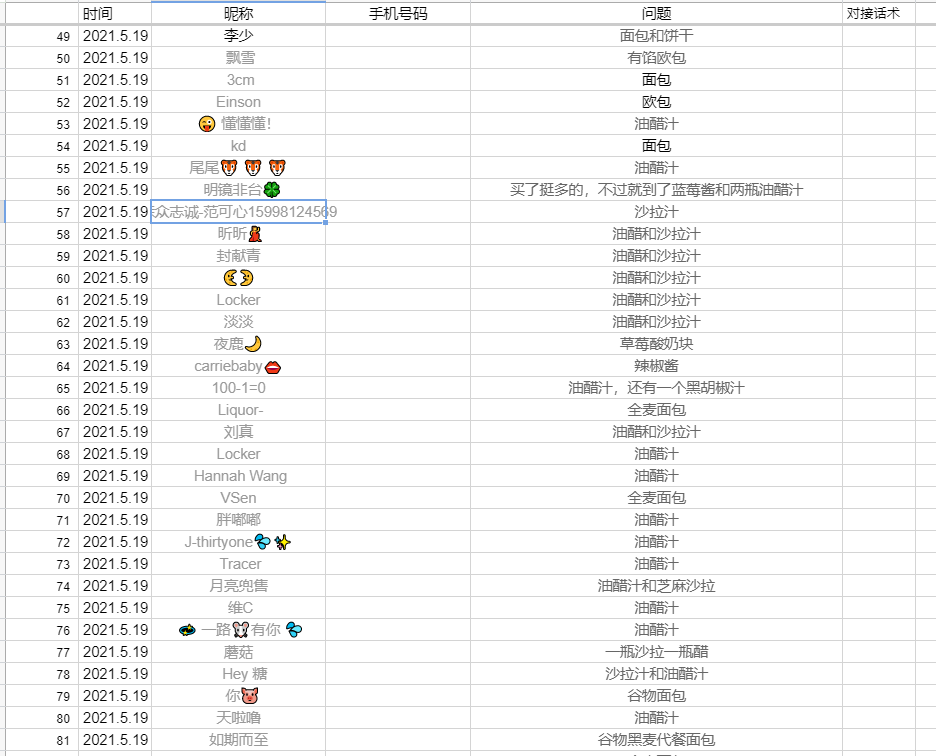 时间 昵称 手机号码 问题 对接话术
49 2021.5.19 李少 面包和饼干
50 2021.5.19 飘雪 有馅欧包
51 2021.5.19 3cm 面包
52 2021.5.19 Einson 欧包
53 2021.5.19 😜 懂懂懂! 油醋汁
54 2021.5.19 kd 面包
55 2021.5.19 尾尾🐯 🐯 🐯 油醋汁
56 2021.5.19 明镜非台🍀 买了挺多的，不过就到了蓝莓酱和两瓶油醋汁
57 2021.5.19 众志诚-范可心15998124569 沙拉汁
58 2021.5.19 昕昕💃 油醋和沙拉汁
59 2021.5.19 封献青 油醋和沙拉汁
60 2021.5.19 🌛🌜 油醋和沙拉汁
61 2021.5.19 Locker 油醋和沙拉汁
62 2021.5.19 淡淡 油醋和沙拉汁
63 2021.5.19 夜鹿🌙 草莓酸奶块
64 2021.5.19 carriebaby👄 辣椒酱
65 2021.5.19 100-1=0 油醋汁，还有一个黑胡椒汁
66 2021.5.19 Liquor- 全麦面包
67 2021.5.19 刘真 油醋和沙拉汁
68 2021.5.19 Locker 油醋汁
69 2021.5.19 Hannah Wang 油醋汁
70 2021.5.19 VSen 全麦面包
71 2021.5.19 胖嘟嘟 油醋汁
72 2021.5.19 J-thirtyone💦 ✨ 油醋汁
73 2021.5.19 Tracer 油醋汁
74 2021.5.19 月亮兜售 油醋汁和芝麻沙拉
75 2021.5.19 维C 油醋汁
76 2021.5.19 💫 一路🐭有你 💦 油醋汁
77 2021.5.19 蘑菇 一瓶沙拉一瓶醋
78 2021.5.19 Hey 糖 沙拉汁和油醋汁
79 2021.5.19 你🐷 谷物面包
80 2021.5.19 天啦噜 油醋汁
81 2021.5.19 如期而至 谷物黑麦代餐面包